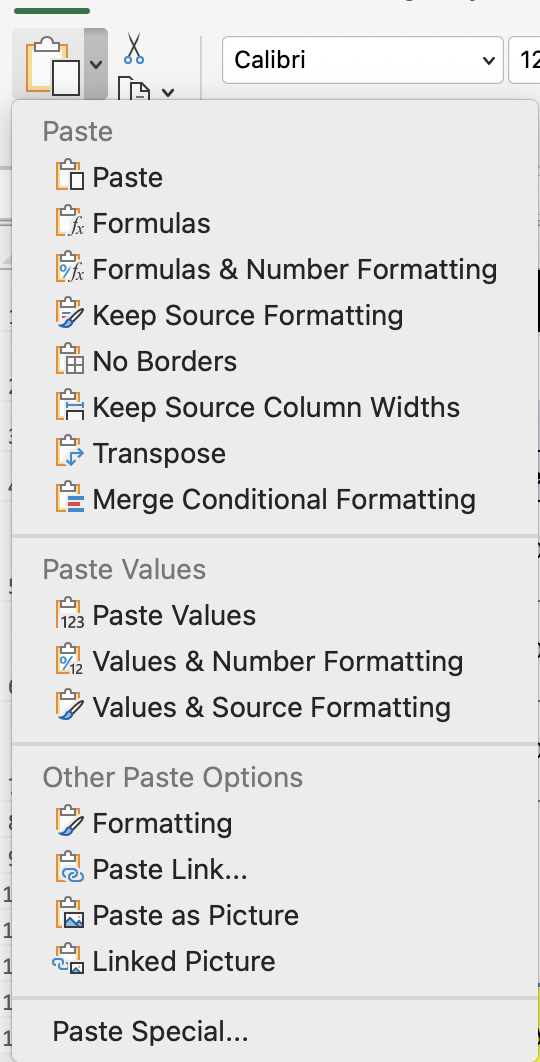 Calibri
12
Paste
Paste
Formulas
Formulas & Number Formatting
Keep Source Formatting
No Borders
Keep Source Column Widths
Transpose
Merge Conditional Formatting
Paste Values
Paste Values
Values & Number Formatting
Values & Source Formatting
Other Paste Options
Formatting
Paste Link...
Paste as Picture
Linked Picture
Paste Special...